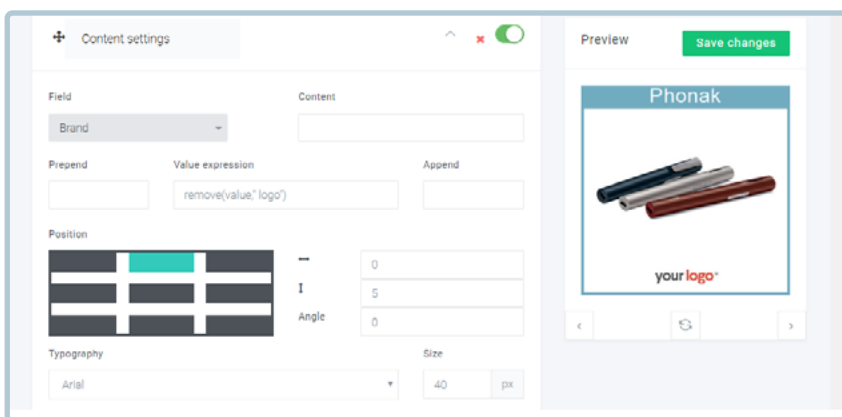 Content settings
Preview
Save changes
Field
Content
Brand
Phonak
Prepend
Value expression
Append
remove(value," logo")
Position
0
5
Angle
0
your logo
Typography
Size
Arial
40
px